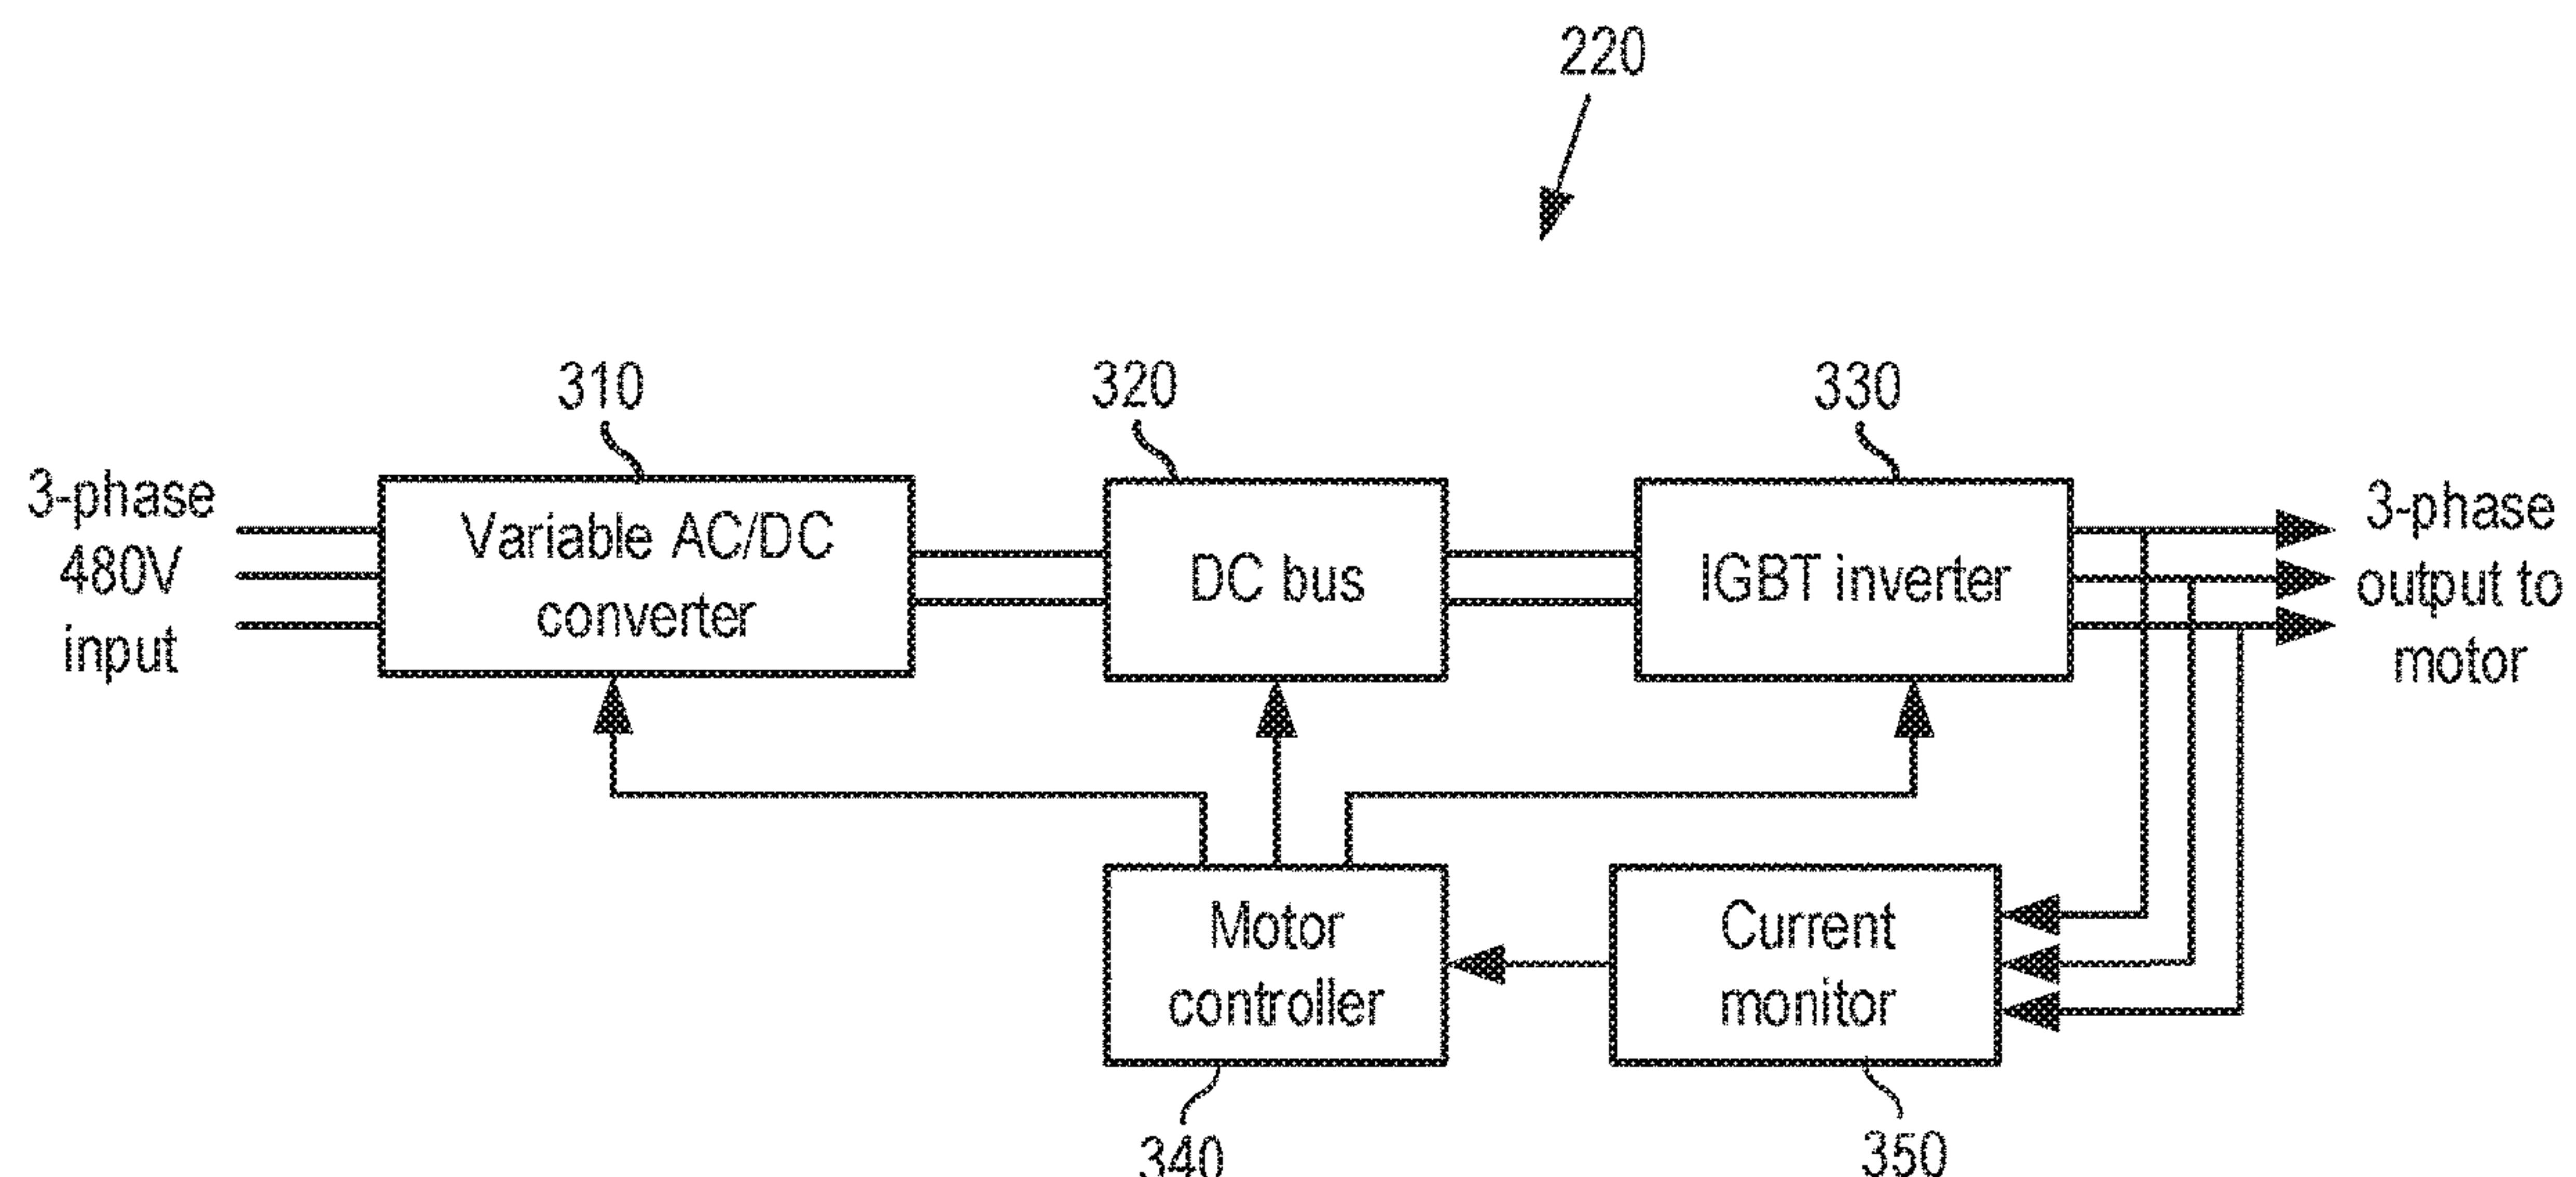 220
310
320
330
3-phase
480V
input
Variable AC/DC
converter
DC bus
IGBT inverter
3-phase
output to
motor
Motor
controller
Current
monitor
340
350